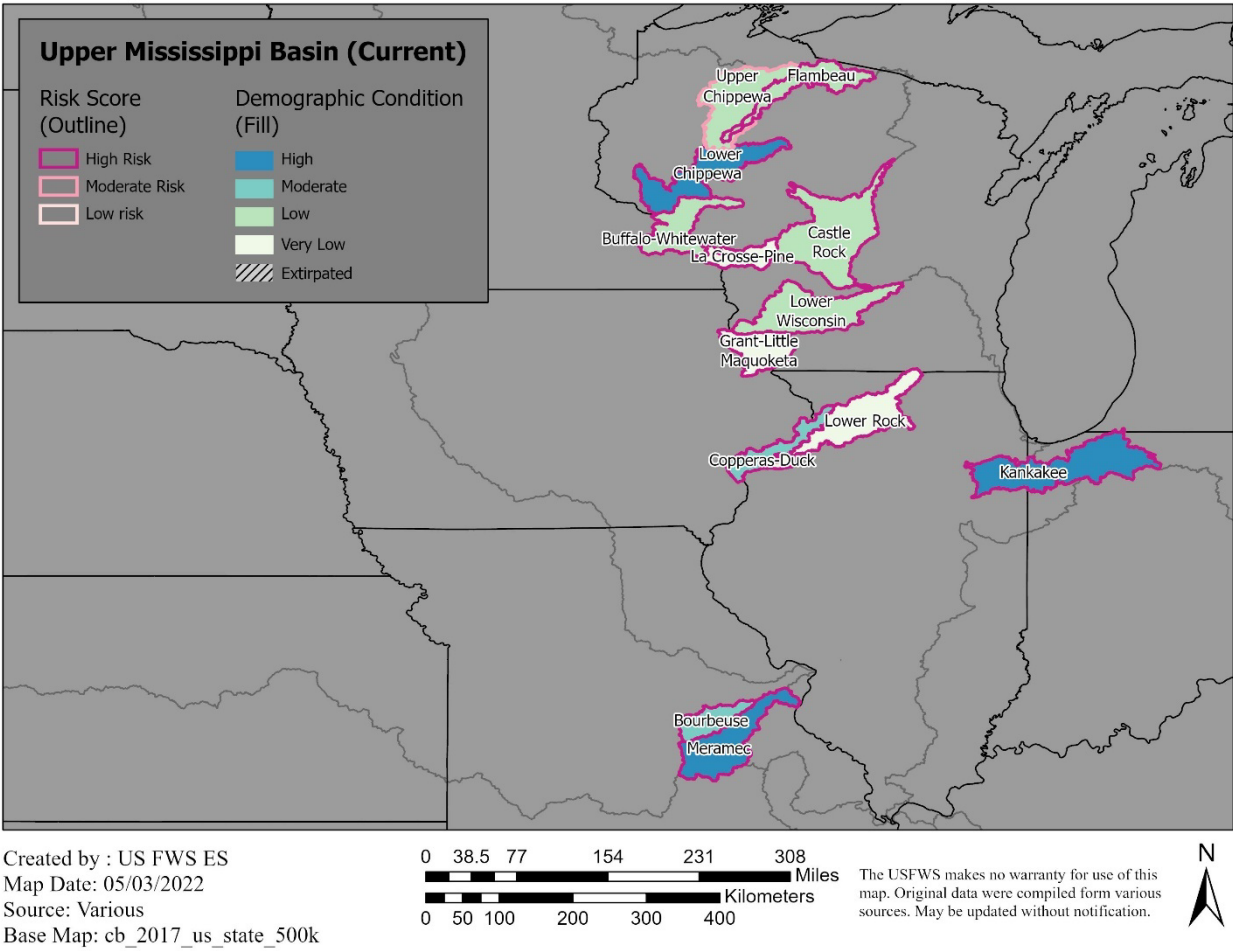 Upper Mississippi Basin (Current)
Risk Score
(Outline)
High Risk
Moderate Risk
Low risk
Demographic Condition
(Fill)
High
Moderate
Low
Very Low
Extirpated
Upper
Chippewa
Flambeau
Lower
Chippewa
Buffalo-Whitewater
La Crosse-Pine
Castle
Rock
Lower
Wisconsin
Grant-Little
Maquoketa
Lower Rock
Copperas-Duck
Kankakee
Bourbeuse
Meramec
Created by : US FWS ES
Map Date: 05/03/2022
Source: Various
Base Map: cb_2017_us_state_500k
0 38.5 77 154 231 308
Miles
Kilometers
0 50 100 200 300 400
The USFWS makes no warranty for use of this
map. Original data were compiled form various
sources. May be updated without notification.
N